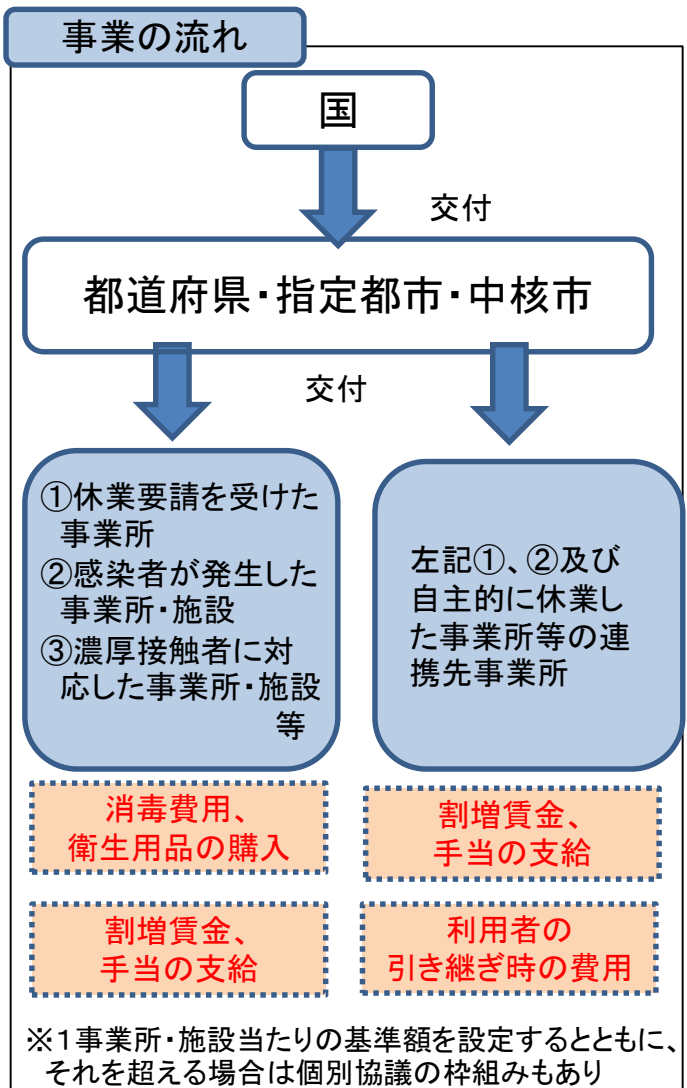 事業の流れ
国
交付
都道府県・指定都市・中核市
交付
①休業要請を受けた
事業所
②感染者が発生した
事業所・施設
③濃厚接触者に対
応した事業所・施設
等
左記①、②及び
自主的に休業し
た事業所等の連
携先事業所
消毒費用、
衛生用品の購入
割増賃金、
手当の支給
割増賃金、
手当の支給
利用者の
引き継ぎ時の費用
※1事業所・施設当たりの基準額を設定するとともに、
それを超える場合は個別協議の枠組みもあり